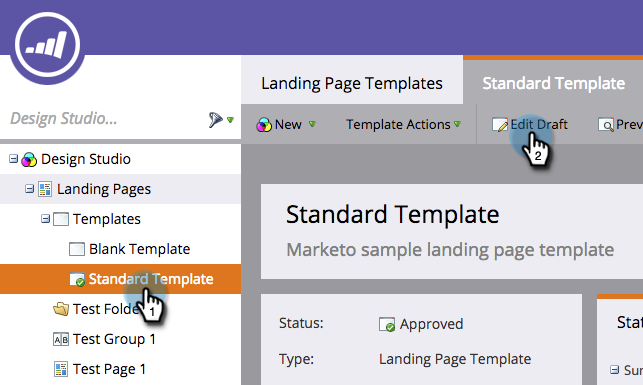 Landing Page Templates
Standard Template
Design Studio...
New
Template Actions
Edit Draft
Prev
Design Studio
Landing Pages
Templates
Blank Template
Standard Template
Test Folde
Test Group 1
Test Page 1
1
2
Standard Template
Marketo sample landing page template
Status:
Approved
Type:
Landing Page Template
Sta
Sur